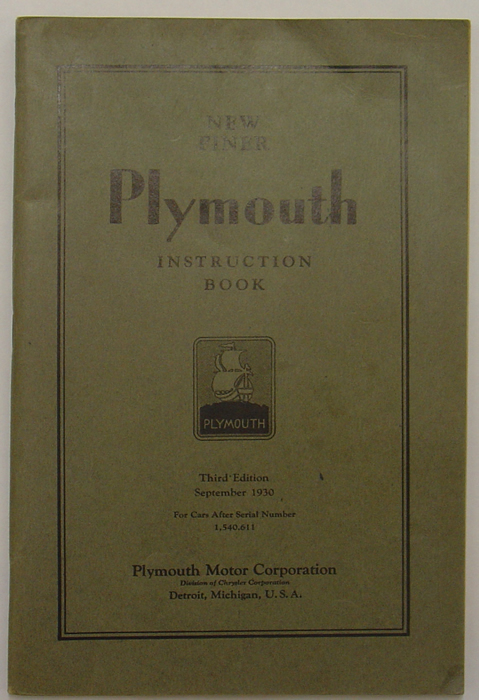 NEW
FINER
Plymouth
INSTRUCTION
BOOK
PLYMOUTH
Third Edition
September 1930
For Cars After Serial Number
1,540,611
Plymouth Motor Corporation
Division of Chrysler Corporation
Detroit, Michigan, U. S. A.